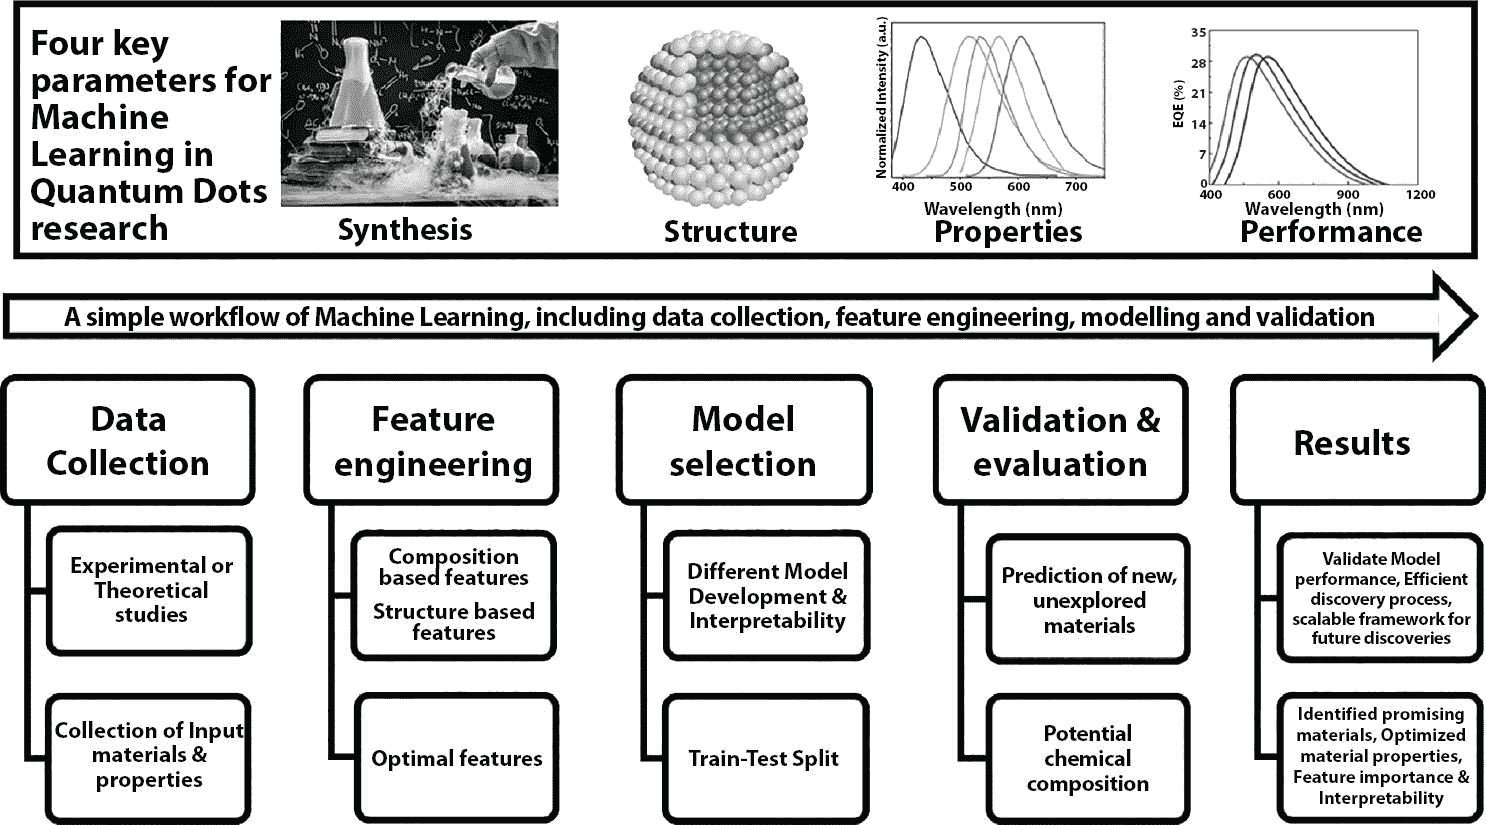 Four key
parameters for
Machine
Learning in
Quantum Dots
research
Synthesis
Structure
Normalized Intensity (a.u.)
400
500
600
700
Wavelength (nm)
Properties
EQE (%)
35
28
21
14
7
0
400
600
900
1200
Wavelength (nm)
Performance
A simple workflow of Machine Learning, including data collection, feature engineering, modelling and validation
Data
Collection
Experimental or
Theoretical
studies
Collection of Input
materials &
properties
Feature
engineering
Composition
based features
Structure based
features
Optimal features
Model
selection
Different Model
Development &
Interpretability
Train-Test Split
Validation &
evaluation
Prediction of new,
unexplored
materials
Potential
chemical
composition
Results
Validate Model
performance, Efficient
discovery process,
scalable framework for
future discoveries
Identified promising
materials, Optimized
material properties,
Feature importance &
Interpretability